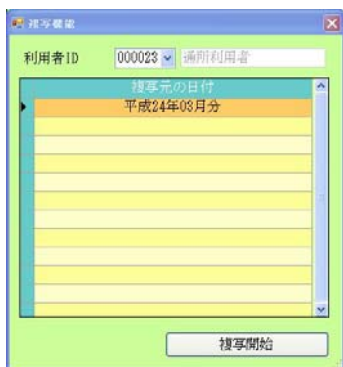 複写機能
利用者ID 000023 通所利用者
複写元の日付
平成24年03月分
複写開始